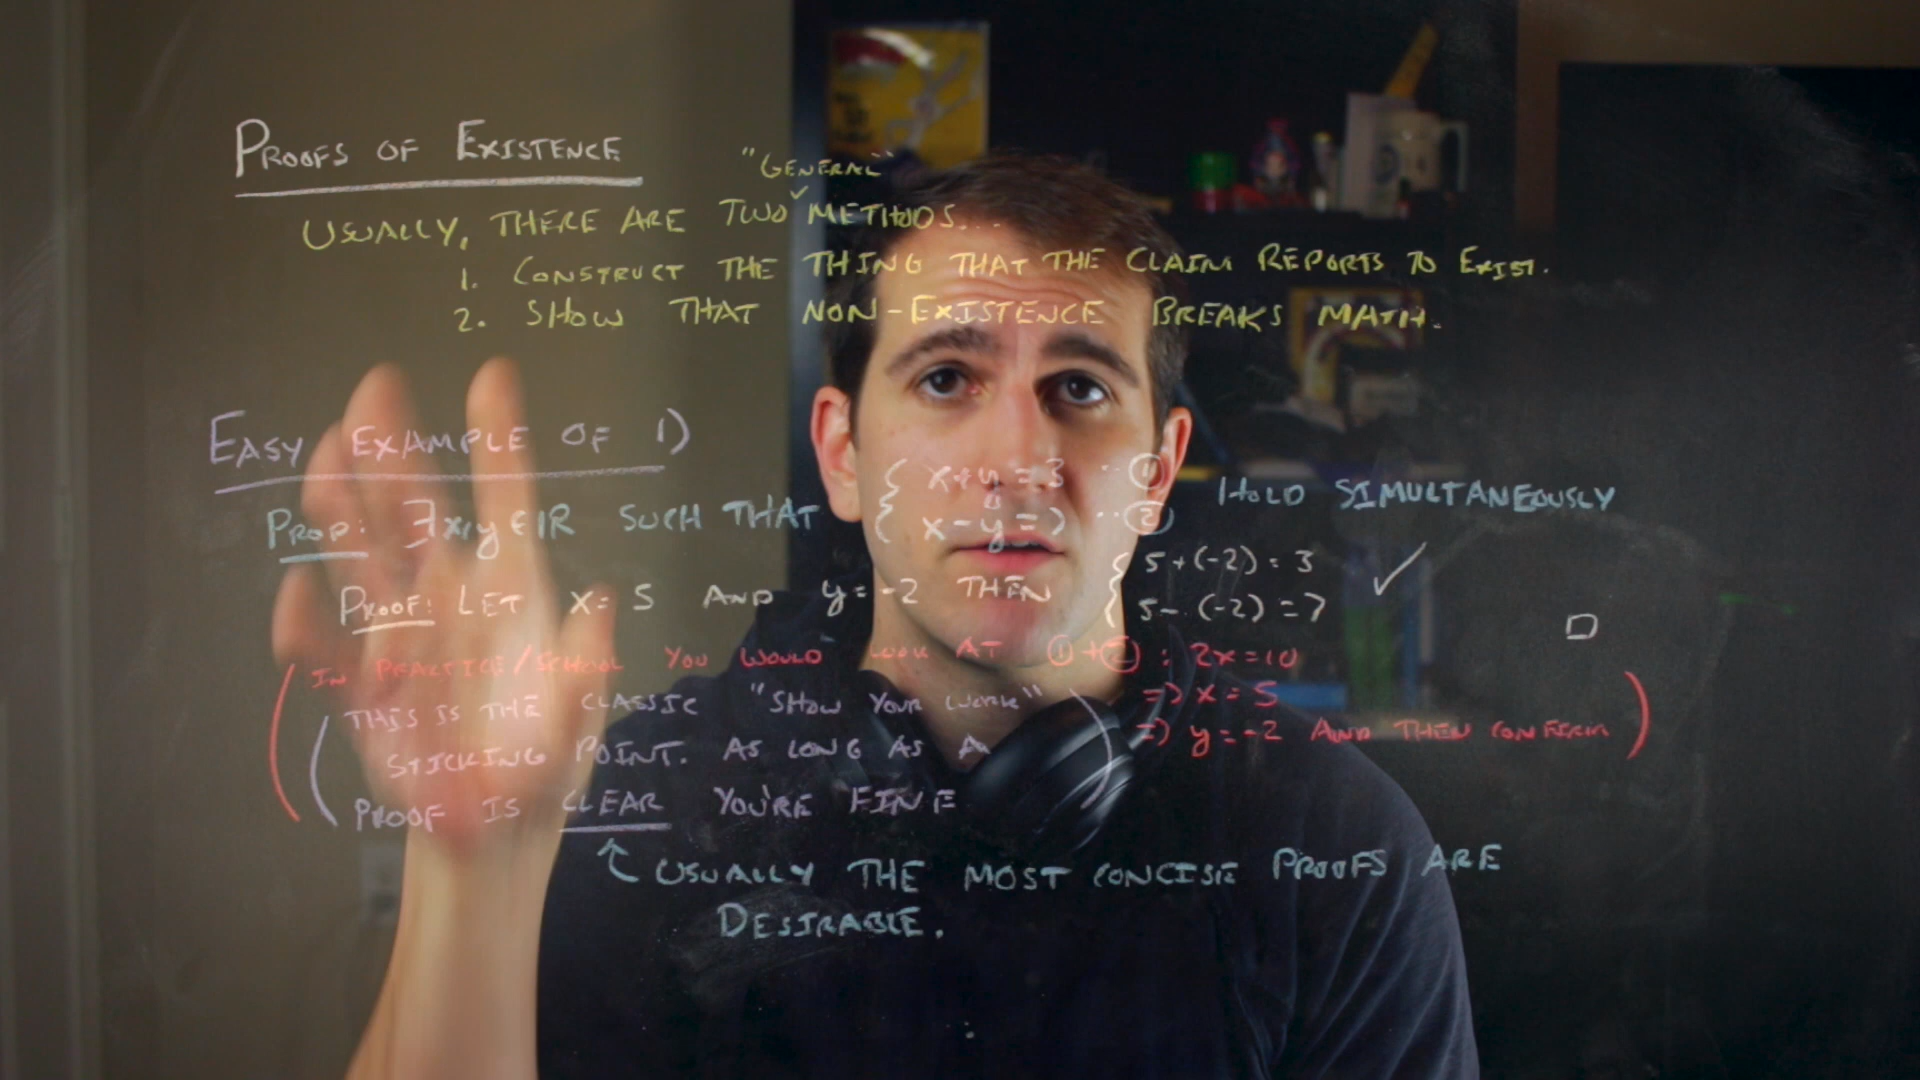 PROOFS OF EXISTENCE
"GENERAL"
USUALLY, THERE ARE TWO ˅ METHODS...
1. CONSTRUCT THE THING THAT THE CLAIM REPORTS TO EXIST.
2. SHOW THAT NON-EXISTENCE BREAKS MATH.
EASY EXAMPLE OF 1)
PROP: ∃x,y∈ℝ SUCH THAT { x+y=3 ··①
x-y=7 ··② HOLD SIMULTANEOUSLY
PROOF: LET x=5 AND y=-2 THEN { 5+(-2)=3 ✓
5-(-2)=7 □
(IN PRACTICE/SCHOOL YOU WOULD LOOK AT ①+②: 2x=10
=> x=5
=> y=-2 AND THEN CONFIRM)
(THIS IS THE CLASSIC "SHOW YOUR WORK"
STICKING POINT. AS LONG AS A
PROOF IS CLEAR YOU'RE FINE)
↑ USUALLY THE MOST CONCISE PROOFS ARE
DESIRABLE.